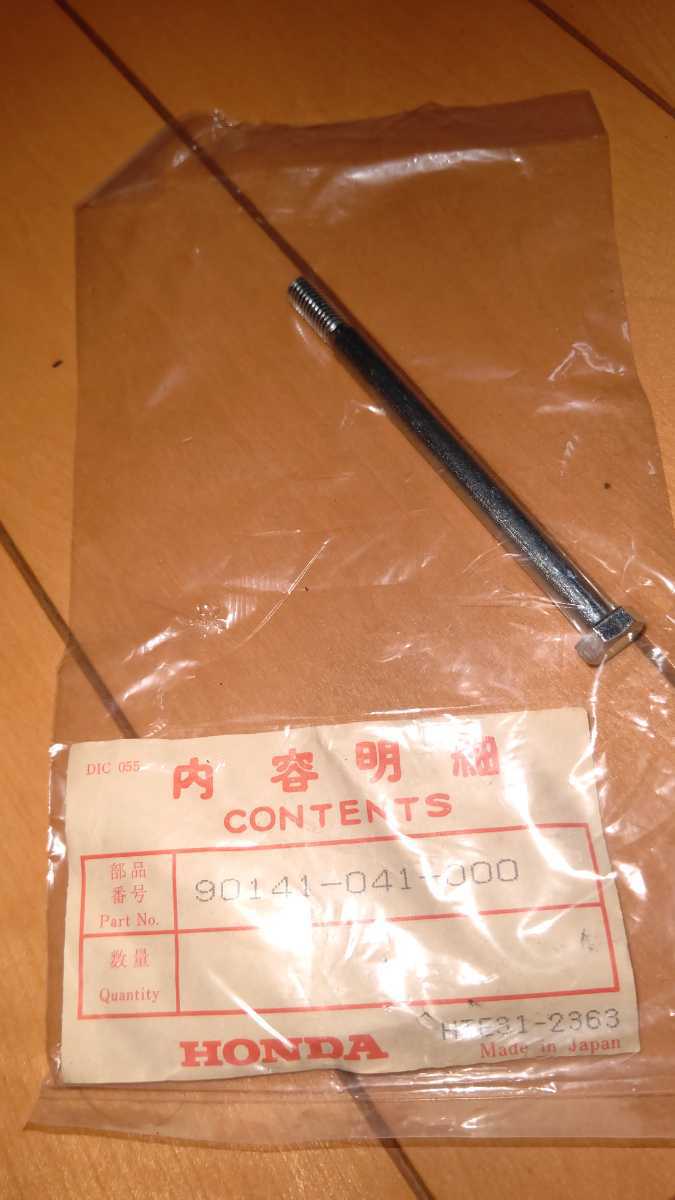 DIC 055
内容明細
CONTENTS
部品
番号
Part No.
90141-041-000
数量
Quantity
HONDA
Made in Japan